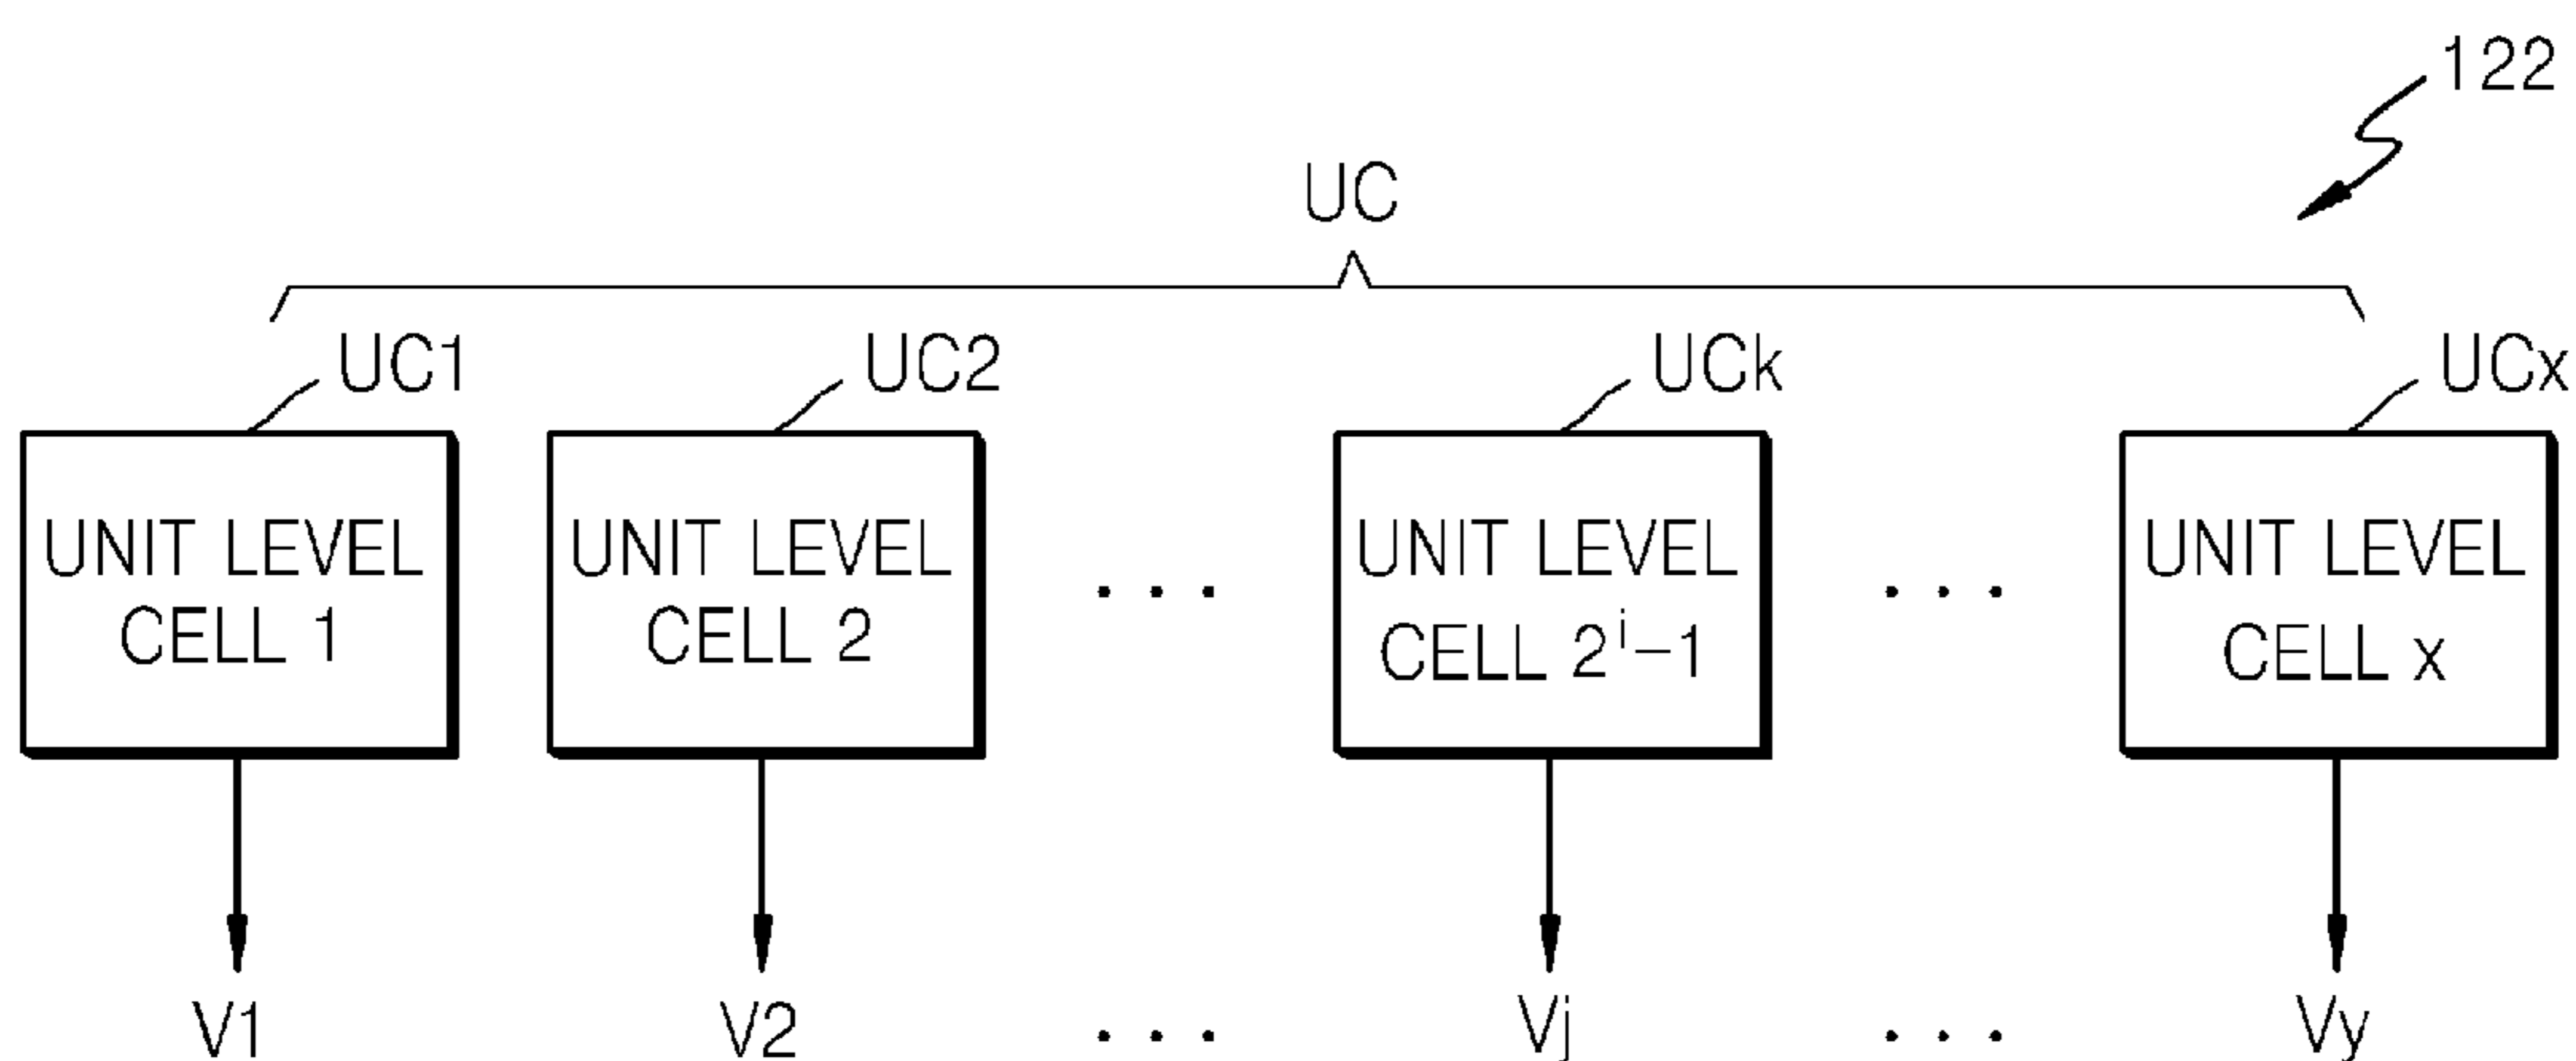 122
UC
UC1 UC2 UCk UCx
UNIT LEVEL UNIT LEVEL UNIT LEVEL UNIT LEVEL
CELL 1 CELL 2 ... CELL 2ⁱ-1 ... CELL x
V1 V2 ... Vj ... Vy